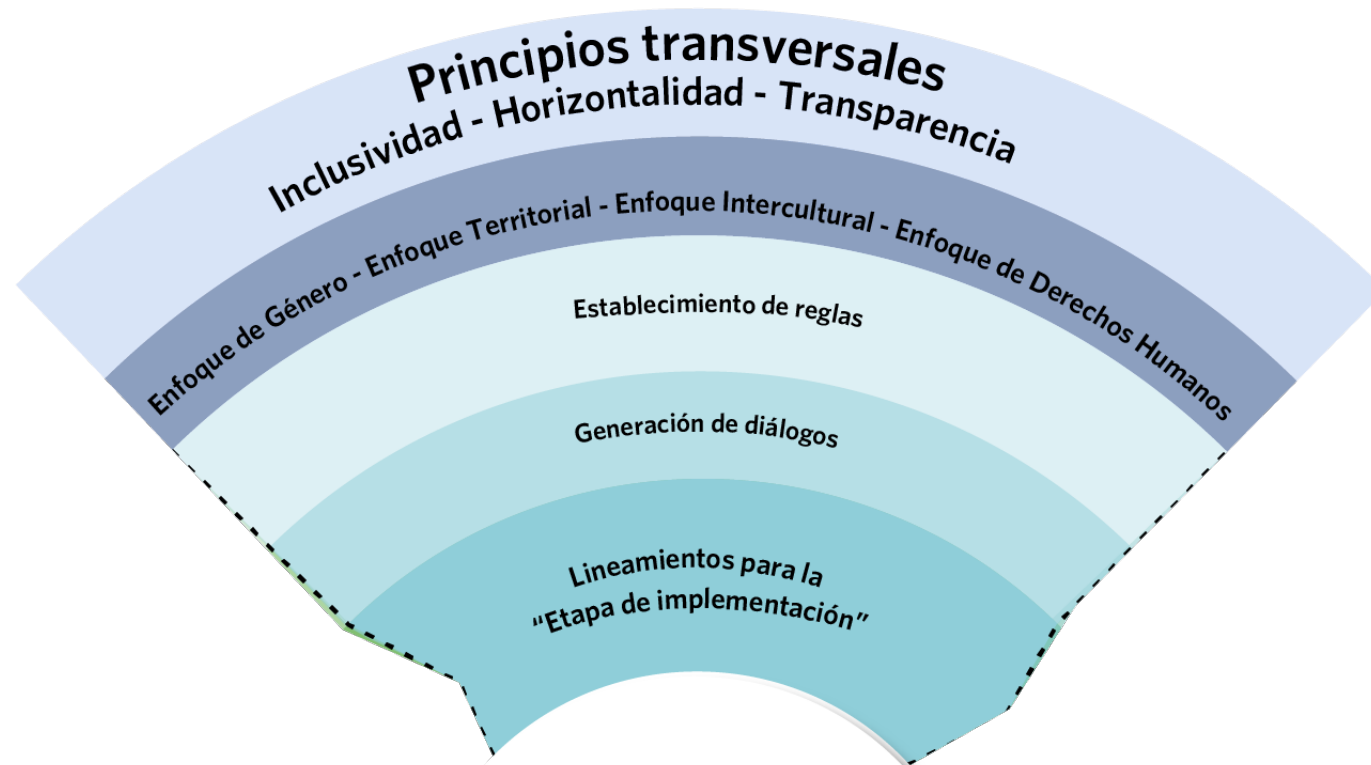 Principios transversales
Inclusividad - Horizontalidad - Transparencia
Enfoque de Género - Enfoque Territorial - Enfoque Intercultural - Enfoque de Derechos Humanos
Establecimiento de reglas
Generación de diálogos
Lineamientos para la
“Etapa de implementación”